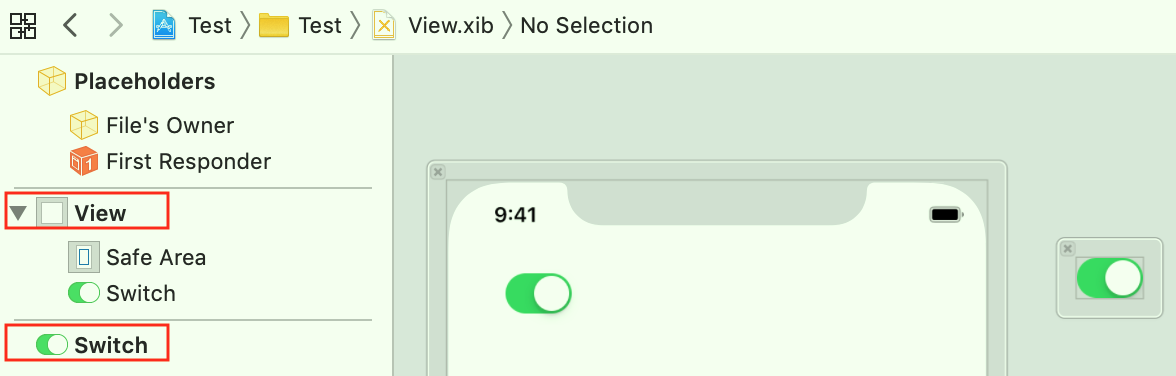 Test Test View.xib No Selection
Placeholders
File's Owner
First Responder
View
Safe Area
Switch
Switch
9:41